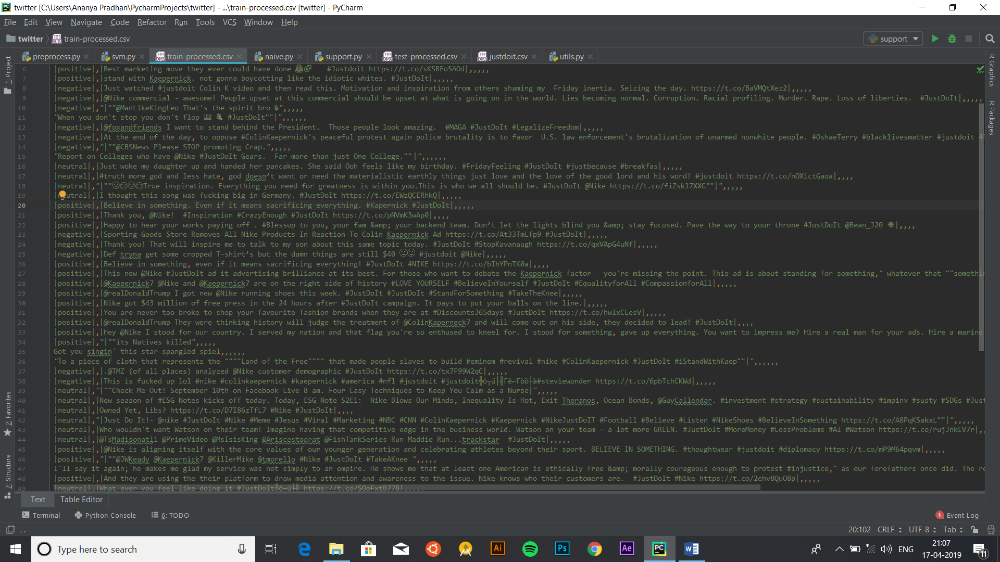 twitter [C:\Users\Ananya Pradhan\PycharmProjects\twitter] - ...\train-processed.csv [twitter] - PyCharm
File Edit View Navigate Code Refactor Run Tools VCS Window Help
twitter train-processed.csv support
preprocess.py svm.py train-processed.csv naive.py support.py test-processed.csv justdoit.csv utils.py
1: Project
R Graphics
R Packages
6 |positive|,|Best marketing move they ever could have done #Justdoit https://t.co/sKSREo5AOd|,,,,,
7 |positive|,|stand with Kaepernick. not gonna boycotting like the idiotic whites. #JustDoIt|,,,,,
8 |negative|,|Just watched #justdoit Colin K video and then read this. Motivation and inspiration from others shaming my  Friday inertia. Seizing the day. https://t.co/BaVMQtXez2|,,,,,
9 |negative|,|@Nike commercial - awesome! People upset at this commercial should be upset at what is going on in the world. Lies becoming normal. Corruption. Racial profiling. Murder. Rape. Loss of liberties.  #JustDoIt|,,,,,
10 |negative|,"|""@ManLikeKingLeo That's the spirit bro ",,,,,
11 "When you don't stop you don't flop 💯 #JustDoIt""|",,,,,,
12 |negative|,|@foxandfriends I want to stand behind the President.  Those people look amazing.  #MAGA #JustDoIt #LegalizeFreedom|,,,,,
13 |negative|,|At the end of the day, to oppose #ColinKaepernick's peaceful protest again police brutality is to favor  U.S. law enforcement's brutalization of unarmed nonwhite people. #OshaeTerry #blacklivesmatter #justdoit
14 |negative|,"|""@CBSNews Please STOP promoting Crap.",,,,,
15 "Report on Colleges who have @Nike #JustDoIt Gears.  Far more than just One College.""|",,,,,,
16 |neutral|,|Just woke my daughter up and handed her pancakes. She said Ooh feels like my birthday. #FridayFeeling #JustDoIt #justbecause #breakfas|,,,,,
17 |neutral|,|#truth more god and less hate, god doesn’t want or need the materialistic earthly things just love and the love of the good lord and his word! #justdoit https://t.co/nOXictGaoa|,,,,
18 |neutral|,"|""True inspiration. Everything you need for greatness is within you.This is who we all should be. #JustDoIt @Nike https://t.co/fiZskl7XXG""|",,,,,
19 utral|,|I thought this song was fucking big in Germany. #JustDoIt https://t.co/EWzQCERhkQ|,,,,,
20 |positive|,|Believe in something. Even if it means sacrificing everything. #Kapernick #JustDoIt|,,,,,
21 |positive|,|Thank you, @Nike!  #Inspiration #CrazyEnough #JustDoIt https://t.co/pNVmK3wAp0|,,,,
22 |positive|,|Happy to hear your works paying off . #Blessup to you, your fam &amp; your backend team. Don’t let the lights blind you &amp; stay focused. Pave the way to your throne #JustDoIt @Bean_J20 |,,,,
23 |negative|,|Sporting Goods Store Removes All Nike Products In Reaction To Colin Kaepernick Ad https://t.co/At33TmLfp9 #JustDoIt|,,,,,
24 |negative|,|Thank you! That will inspire me to talk to my son about this same topic today. #JustDoIt #StopKavanaugh https://t.co/qxVApG4uNf|,,,,,
25 |negative|,|Def tryna get some cropped T-shirt’s but the damn things are still $40 #justdoit @Nike|,,,,,
26 |positive|,|Believe in something, even if it means sacrificing everything! #JustDoIt #NIKE https://t.co/bIhYPnTK0a|,,,,
27 |positive|,|This new @Nike #JustDoIt ad it advertising brilliance at its best. For those who want to debate the Kaepernick factor - you're missing the point. This ad is about standing for something," whatever that ""somethi
28 |positive|,|@Kaepernick7 @Nike and @Kaepernick7 are on the right side of history #LOVE_YOURSELF #BelieveInYourself #JustDoIt #EqualityforAll #CompassionforAll|,,,,,
29 |positive|,|@realDonaldTrump I got new @Nike running shoes this week. #JustDoIt #JustDoIt #StandForSomething #TakeTheKnee|,,,,,
30 |positive|,|Nike got $43 million of free press in the 24 hours after #JustDoIt campaign. It pays to put your balls on the line.|,,,,,
31 |positive|,|You are never too broke to shop your favourite fashion brands when they are at #Discounts365days #JustDoIt https://t.co/hwlxCLesV|,,,,,
32 |positive|,|@realDonaldTrump They were thinking history will judge the treatment of @ColinKaperneck7 and will come out on his side, they decided to lead! #JustDoIt|,,,,
33 |positive|,|Hey @Nike I stood for our country. I served my nation and that flag you're so enthused to kneel for. I stood for something, gave up everything. You want to impress me? Hire a real man for your ads. Hire a marine
34 |positive|,"|""its Natives killed",,,,,
35 Got you singin' this star-spangled spiel,,,,,,
36 "To a piece of cloth that represents the """"Land of the Free"""" that made people slaves to build #eminem #revival #nike #ColinKaepernick #JustDoIt #iStandWithKaep""|",,,,,,
37 |negative|,|.@TMZ (of all places) analyzed @Nike customer demographic #JustDoIt https://t.co/tx7F99W2qC|,,,,,
38 |negative|,|This is fucked up lol #nike #colinkaepernick #kaepernick #america #nfl #justdoit #justdoit╬ô┬ú├╢Γê⌐Γòò├à#steviewonder https://t.co/6pbTchCKWd|,,,,,
39 |neutral|,"|""Check Me Out! September 10th on Facebook Live 8 am. Four Easy Techniques to Keep You Calm as a Nurse|",,,,,
40 |neutral|,|New season of #ESG Notes kicks off today. Today, ESG Note S2E1:  Nike Blows Our Minds, Inequality Is Hot, Exit Theranos, Ocean Bonds, @GuyCallendar. #investment #strategy #sustainability #impinv #susty #SDGs #Just
41 |neutral|,|Owned Yet, Libs? https://t.co/D7I86zTfL7 #Nike #JustDoIt|,,,,
42 |neutral|,"|Just Do It!- @nike #JustDoIt #Nike #Meme #Jesus #Viral #Marketing #NBC #CNN #ColinKaepernick #Kaepernick #NikeJustDoIT #Football #Believe #Listen #NikeShoes #BelieveInSomething https://t.co/A8PqKSakxL""|",,,,,
43 |neutral|,|Who wouldn't want Watson on their team! Imagine having that competitive edge in the business world. Watson on your team = a lot more GREEN. #JustDoIt #MoreMoney #LessProblems #AI #Watson https://t.co/rujJnkEV7r|,,
44 |neutral|,|@TsMadisonatl1 @PrimeVideo @MsIsisKing @Ariscestocrat @FishTankSeries Run Maddie Run...trackstar  #JustDoIt|,,,,,
45 |positive|,|@Nike is aligning itself with the core values of our younger generation and celebrating athletes beyond their sport. BELIEVE IN SOMETHING. #thoughtwear #justdoit #diplomacy https://t.co/mP9M64pqvm|,,,,,
46 |positive|,"|""@JWKeady @Kaepernick7 @KillerMike @tmorello #Nike #JustDoIt #TakeAKnee ",,,,,
47 I'll say it again; he makes me glad my service was not simply to an empire. He shows me that at least one American is ethically free &amp; morally courageous enough to protest #injustice," as our forefathers once did. The re
48 |positive|,|And they are using the their platform to draw media attention and awareness to the issue. Nike knows who their customers are.  #JustDoIt #Nike https://t.co/2ehv8QuO8p|,,,,,
49 |neutral|,|What ever you feel like doing it #JustDoIt╬ô┬ú├╢ https://t.co/SOoFxtB778|,,,,,
2: Favorites
7: Structure
Text Table Editor
Terminal Python Console 6: TODO 1 Event Log
20:102 CRLF UTF-8 Tab
Type here to search
Ai Ps Ae PC W ENG
21:07
17-04-2019
11